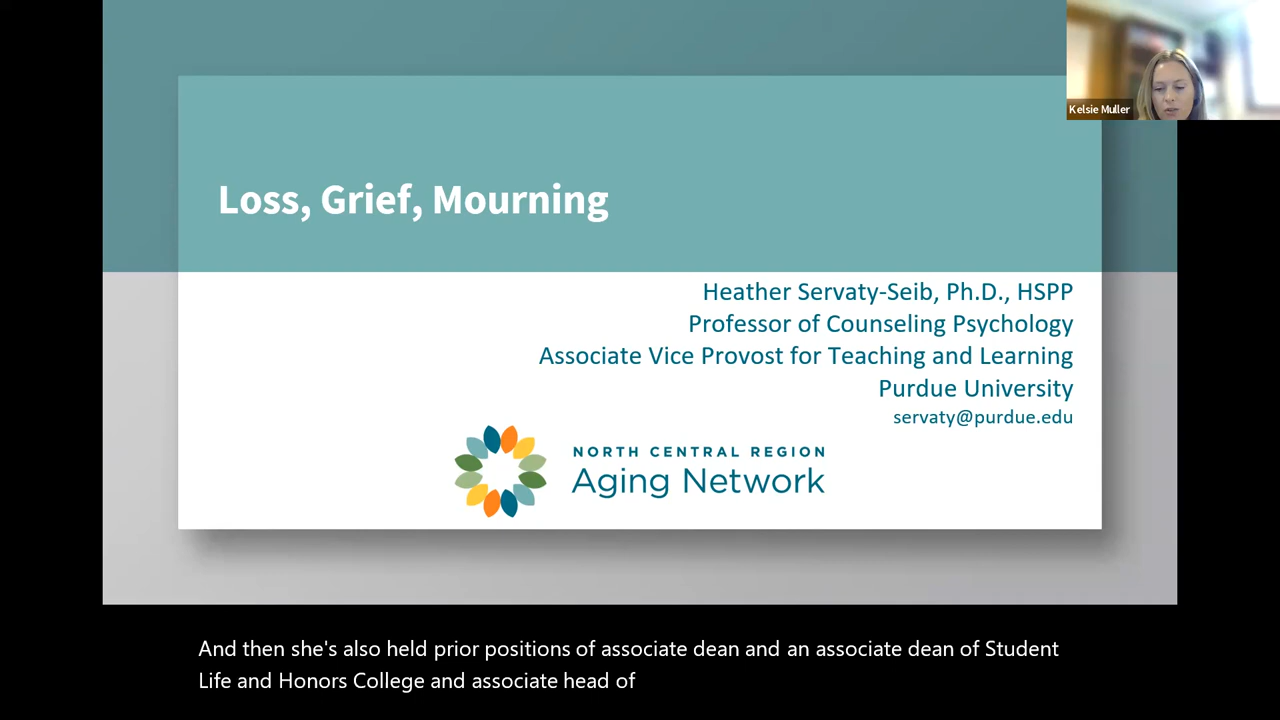 Kelsie Muller
Loss, Grief, Mourning
Heather Servaty-Seib, Ph.D., HSPP
Professor of Counseling Psychology
Associate Vice Provost for Teaching and Learning
Purdue University
servaty@purdue.edu
NORTH CENTRAL REGION
Aging Network
And then she's also held prior positions of associate dean and an associate dean of Student
Life and Honors College and associate head of